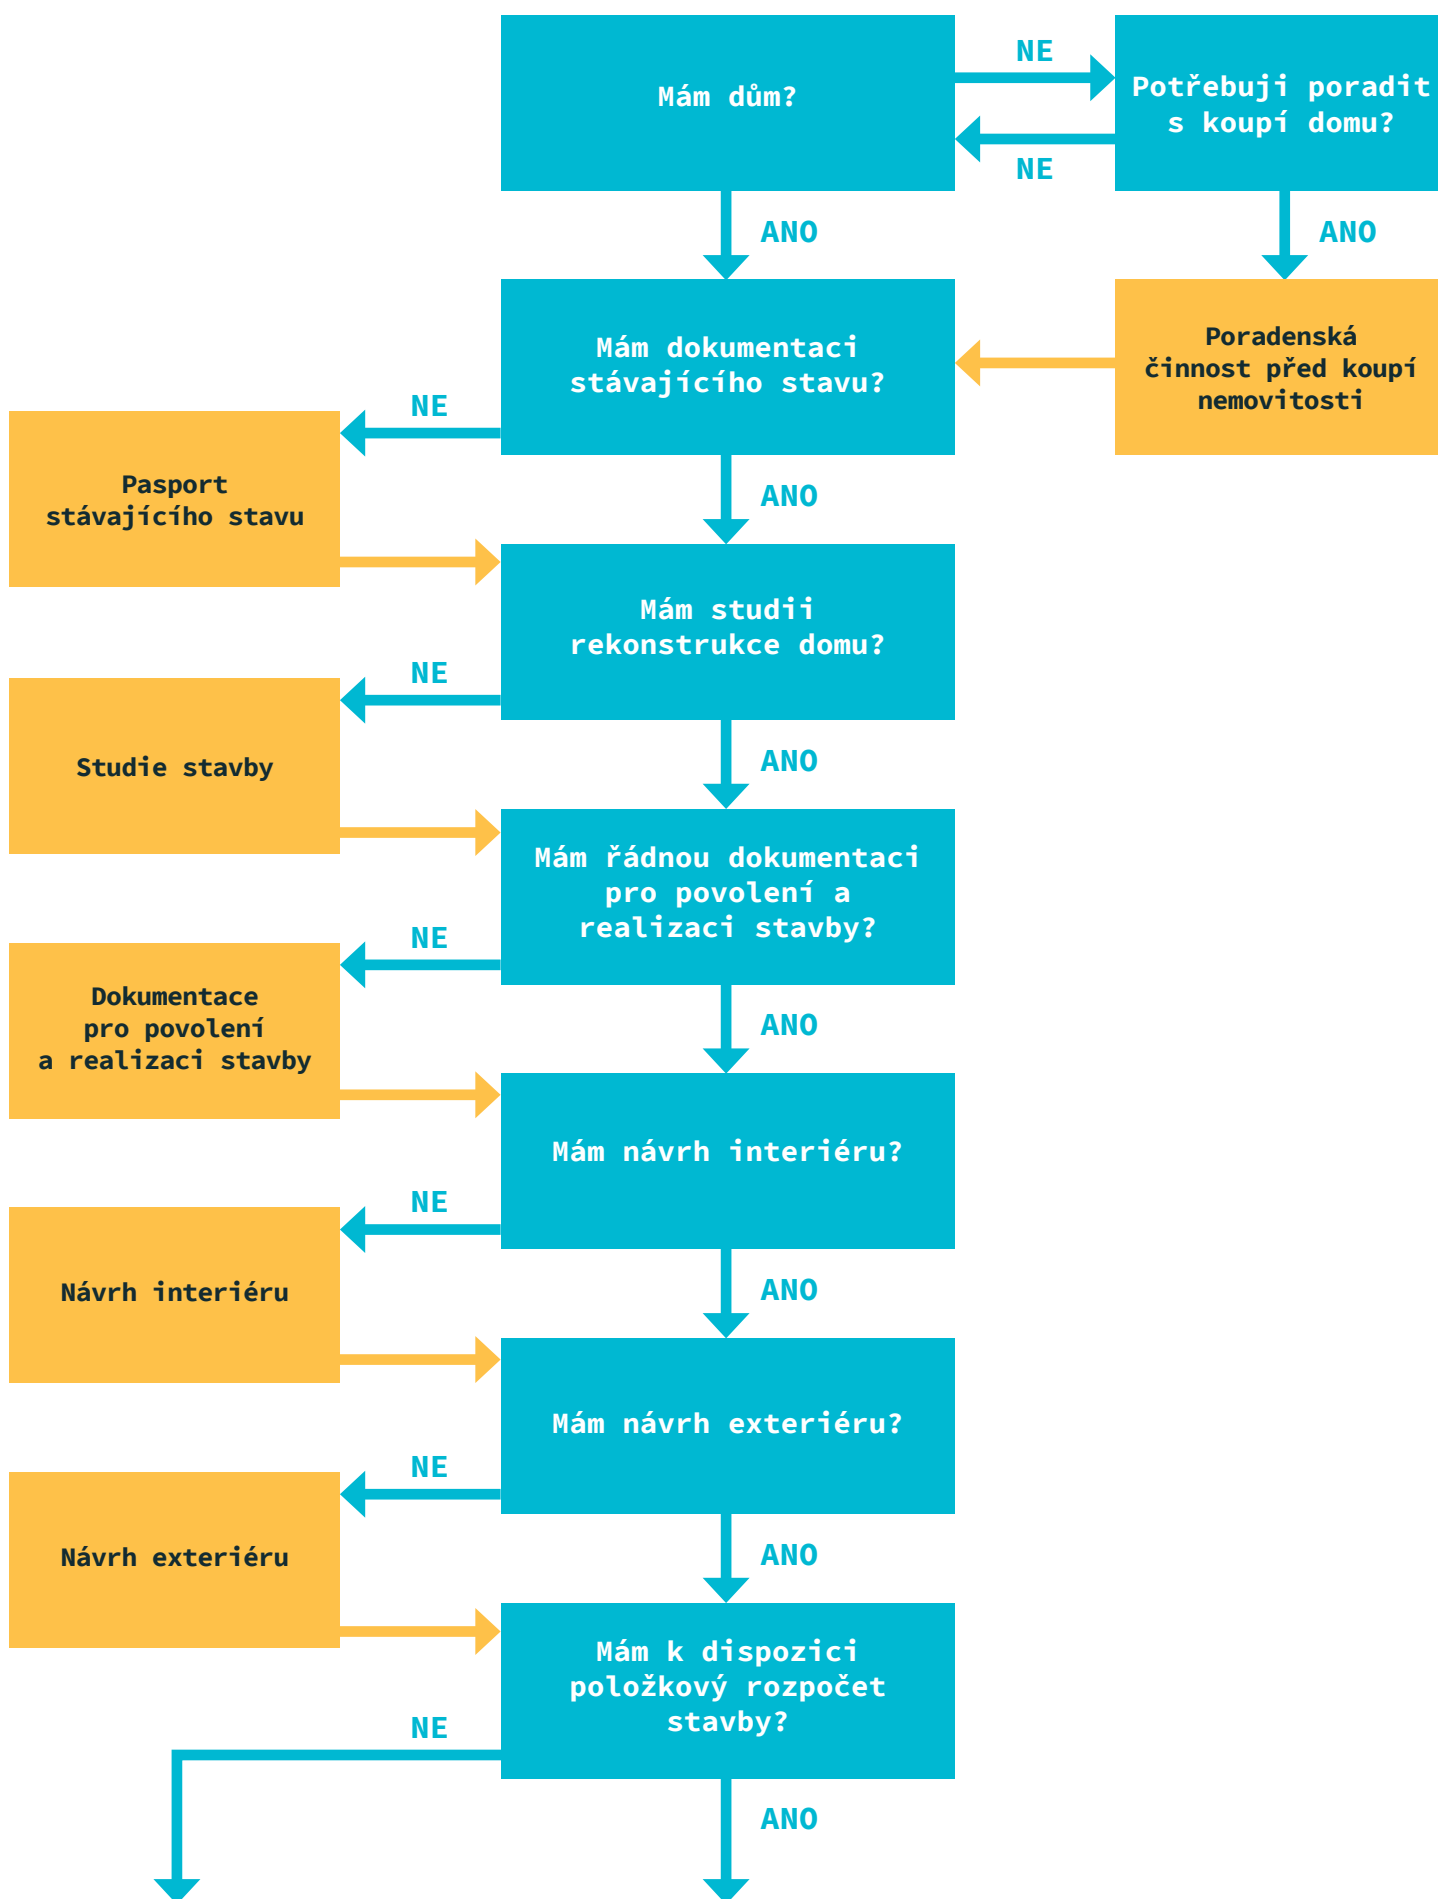 Mám dům?
NE
NE
Potřebuji poradit
s koupí domu?
ANO
ANO
Mám dokumentaci
stávajícího stavu?
Poradenská
činnost před koupí
nemovitosti
NE
Pasport
stávajícího stavu
ANO
Mám studii
rekonstrukce domu?
NE
Studie stavby
ANO
Mám řádnou dokumentaci
pro povolení a
realizaci stavby?
NE
Dokumentace
pro povolení
a realizaci stavby
ANO
Mám návrh interiéru?
NE
Návrh interiéru
ANO
Mám návrh exteriéru?
NE
Návrh exteriéru
ANO
Mám k dispozici
položkový rozpočet
stavby?
NE
ANO